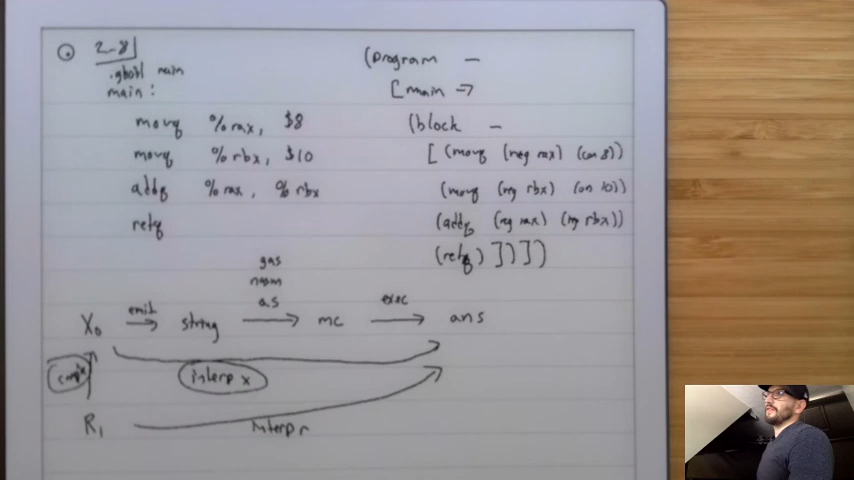 2-8
.globl main
main:
movq %rax, $8
movq %rbx, $10
addq %rax, %rbx
retq
(program —
[main ->
(block —
[ (movq (reg rax) (con 8))
(movq (reg rbx) (con 10))
(addq (reg rax) (reg rbx))
(retq) ])])
gas
nasm
as
X0 emit string mc exec ans
interp x
R1 interp r